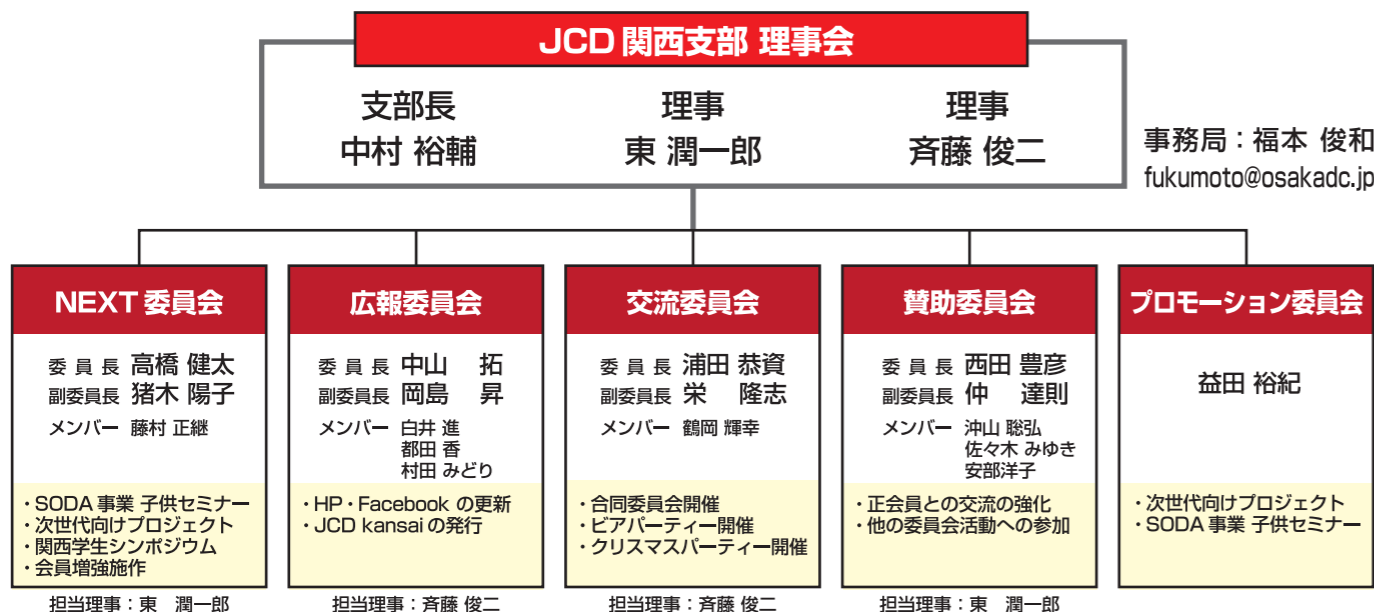 JCD 関西支部 理事会
支部長
中村 裕輔
理事
東 潤一郎
理事
斉藤 俊二
事務局：福本 俊和
fukumoto@osakadc.jp
NEXT 委員会
委 員 長 高橋 健太
副委員長 猪木 陽子
メンバー 藤村 正継
・SODA 事業 子供セミナー
・次世代向けプロジェクト
・関西学生シンポジウム
・会員増強施作
担当理事：東　潤一郎
広報委員会
委 員 長 中山　拓
副委員長 岡島　昇
メンバー 白井 進
都田 香
村田 みどり
・HP・Facebook の更新
・JCD kansai の発行
担当理事：斉藤 俊二
交流委員会
委 員 長 浦田 恭資
副委員長 栄　隆志
メンバー 鶴岡 輝幸
・合同委員会開催
・ビアパーティー開催
・クリスマスパーティー開催
担当理事：斉藤 俊二
賛助委員会
委 員 長 西田 豊彦
副委員長 仲　達則
メンバー 沖山 聡弘
佐々木 みゆき
安部洋子
・正会員との交流の強化
・他の委員会活動への参加
担当理事：東　潤一郎
プロモーション委員会
益田 裕紀
・次世代向けプロジェクト
・SODA 事業 子供セミナー